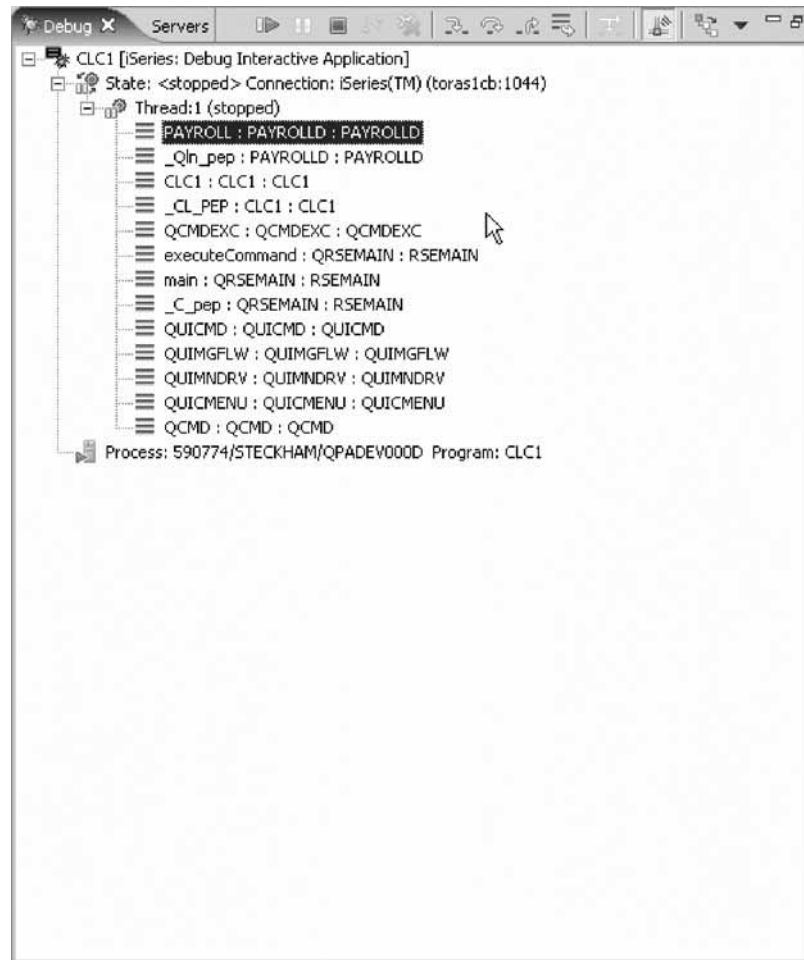 Debug Servers
CLC1 [iSeries: Debug Interactive Application]
State: <stopped> Connection: iSeries(TM) (toras1cb:1044)
Thread:1 (stopped)
PAYROLL : PAYROLLD : PAYROLLD
_Qln_pep : PAYROLLD : PAYROLLD
CLC1 : CLC1 : CLC1
_CL_PEP : CLC1 : CLC1
QCMDEXC : QCMDEXC : QCMDEXC
executeCommand : QRSEMAIN : RSEMAIN
main : QRSEMAIN : RSEMAIN
_C_pep : QRSEMAIN : RSEMAIN
QUICMD : QUICMD : QUICMD
QUIMGFLW : QUIMGFLW : QUIMGFLW
QUIMNDRV : QUIMNDRV : QUIMNDRV
QUICMENU : QUICMENU : QUICMENU
QCMD : QCMD : QCMD
Process: 590774/STECKHAM/QPADEV000D Program: CLC1